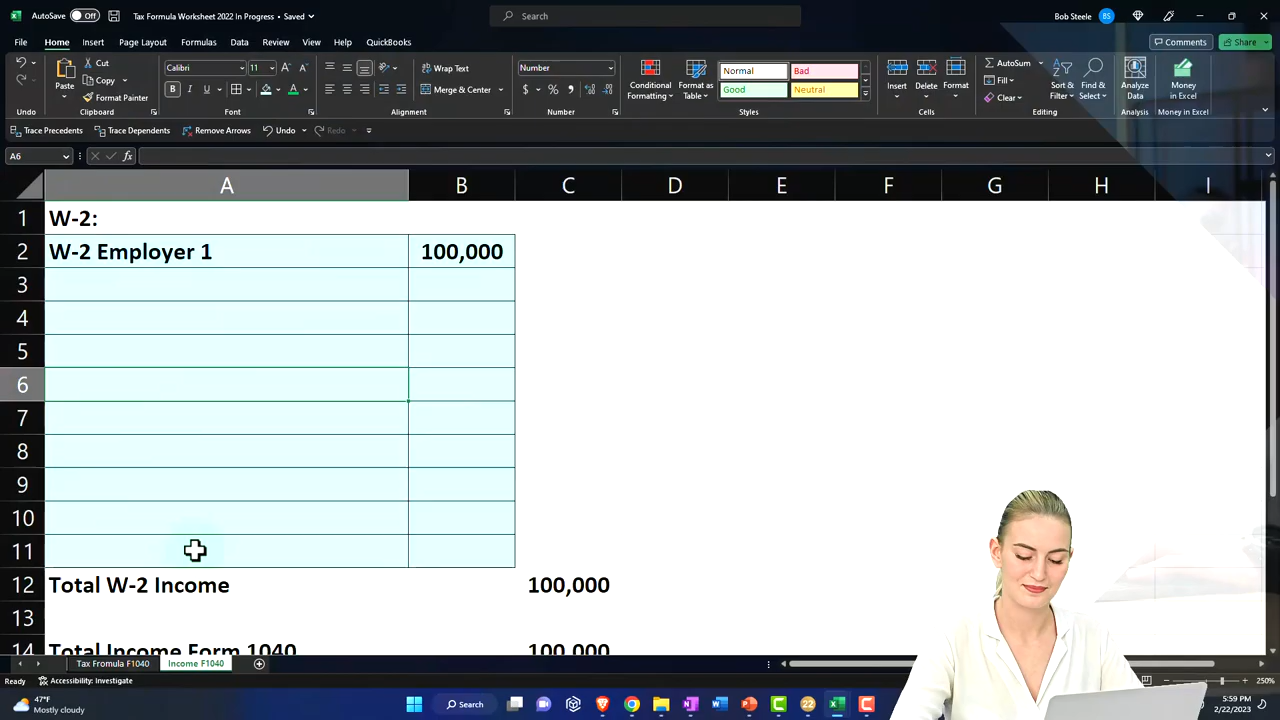 AutoSave Off Tax Formula Worksheet 2022 In Progress • Saved Search Bob Steele BS
File Home Insert Page Layout Formulas Data Review View Help QuickBooks Comments Share
Paste Cut Copy Format Painter Calibri 11 B I U Wrap Text Merge & Center Number $ % Conditional Formatting Format as Table Normal Bad Good Neutral Insert Delete Format AutoSum Fill Clear Sort & Filter Find & Select Analyze Data Money in Excel
Undo Clipboard Font Alignment Number Styles Cells Editing Analysis Money in Excel
Trace Precedents Trace Dependents Remove Arrows Undo Redo
A6 fx
A B C D E F G H I
1 W-2:
2 W-2 Employer 1 100,000
3
4
5
6
7
8
9
10
11
12 Total W-2 Income 100,000
13
14 Total Income Form 1040 100,000
Tax Fromula F1040 Income F1040
Ready Accessibility: Investigate 250%
47°F
Mostly cloudy
Search
22
5:59 PM
2/22/2023